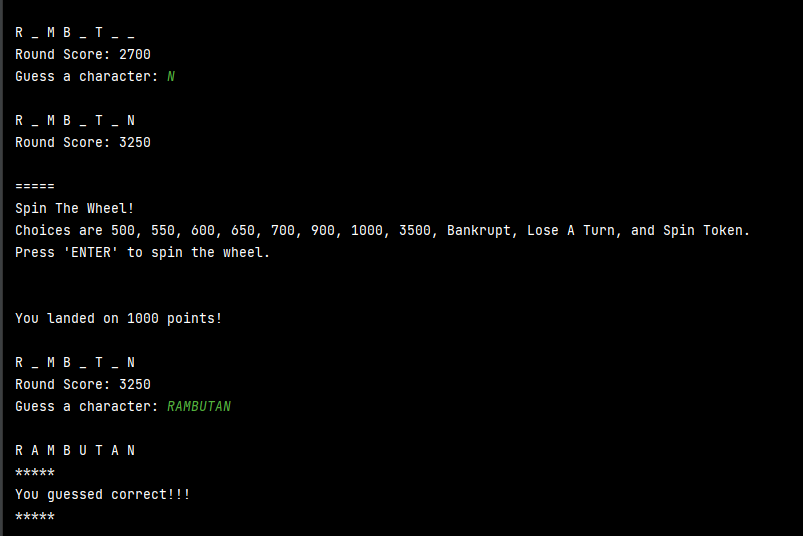 R _ M B _ T _ _
Round Score: 2700
Guess a character: N
R _ M B _ T _ N
Round Score: 3250
=====
Spin The Wheel!
Choices are 500, 550, 600, 650, 700, 900, 1000, 3500, Bankrupt, Lose A Turn, and Spin Token.
Press 'ENTER' to spin the wheel.
You landed on 1000 points!
R _ M B _ T _ N
Round Score: 3250
Guess a character: RAMBUTAN
R A M B U T A N
*****
You guessed correct!!!
*****